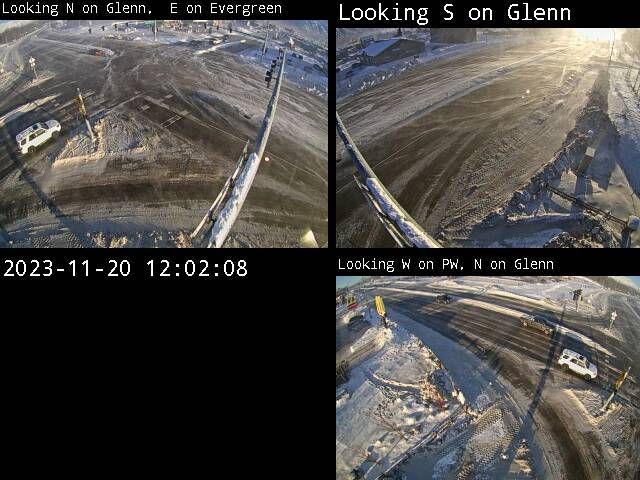 Looking N on Glenn,  E on Evergreen
Looking S on Glenn
2023-11-20 12:02:08
Looking W on PW, N on Glenn